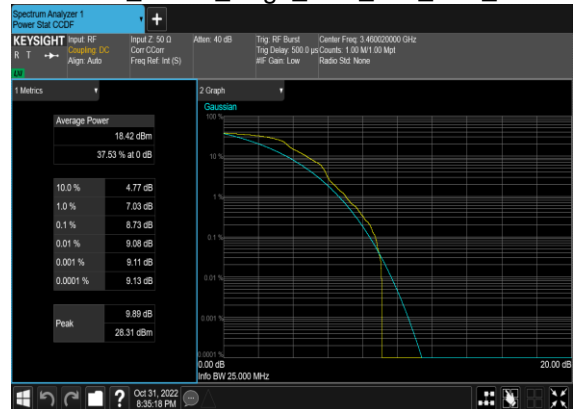 Spectrum Analyzer 1
Power Stat CCDF
KEYSIGHT
R T
LW
Input: RF
Coupling: DC
Align: Auto
Input Z: 50 Ω
Corr CCorr
Freq Ref: Int (S)
Atten: 40 dB
Trig: RF Burst
Trig Delay: 500.0 µs
#IF Gain: Low
Center Freq: 3.460020000 GHz
Counts: 1.00 M/1.00 Mpt
Radio Std: None
1 Metrics
Average Power
18.42 dBm
37.53 % at 0 dB
10.0 % 4.77 dB
1.0 % 7.03 dB
0.1 % 8.73 dB
0.01 % 9.08 dB
0.001 % 9.11 dB
0.0001 % 9.13 dB
Peak
9.89 dB
28.31 dBm
2 Graph
Gaussian
100 %
10 %
1 %
0.1 %
0.01 %
0.001 %
0.0001 %
0.00 dB 20.00 dB
Info BW 25.000 MHz
? Oct 31, 2022
8:35:18 PM